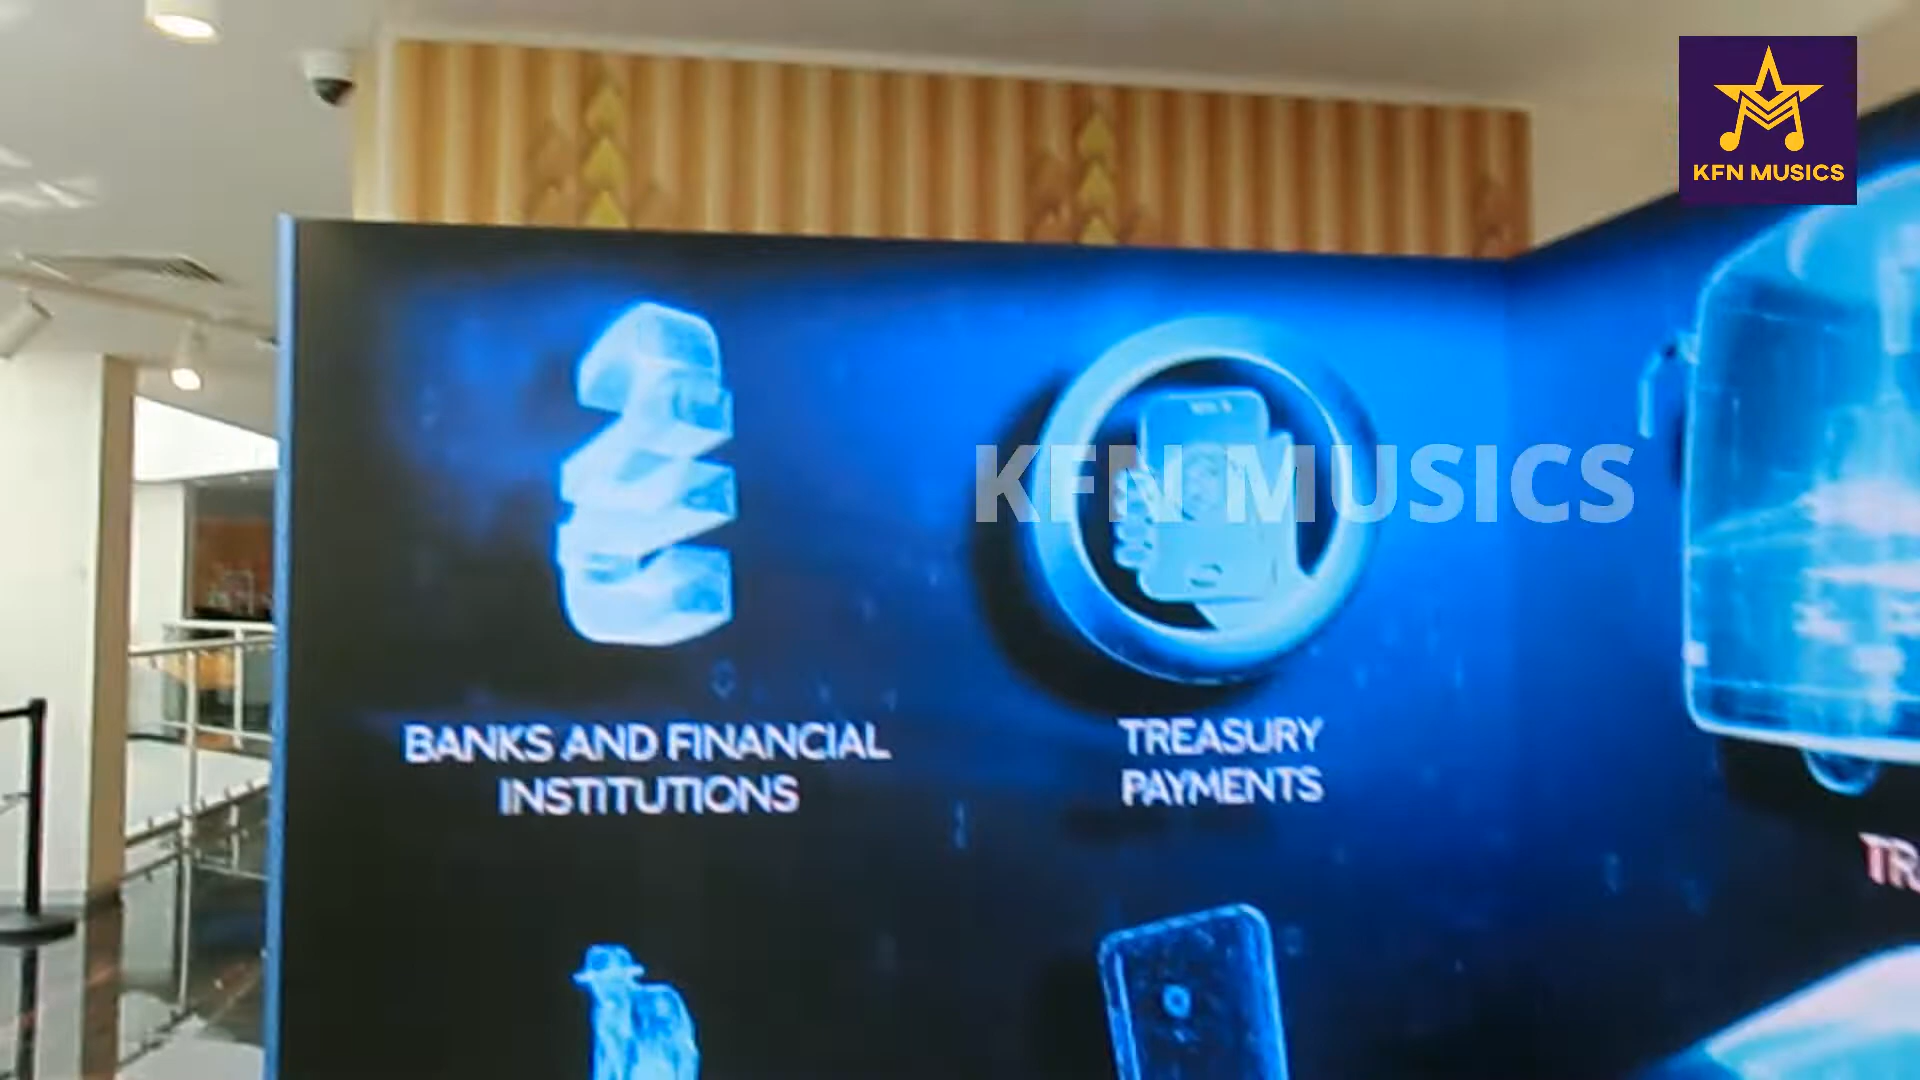 KFN MUSICS
KFN MUSICS
BANKS AND FINANCIAL
INSTITUTIONS
TREASURY
PAYMENTS